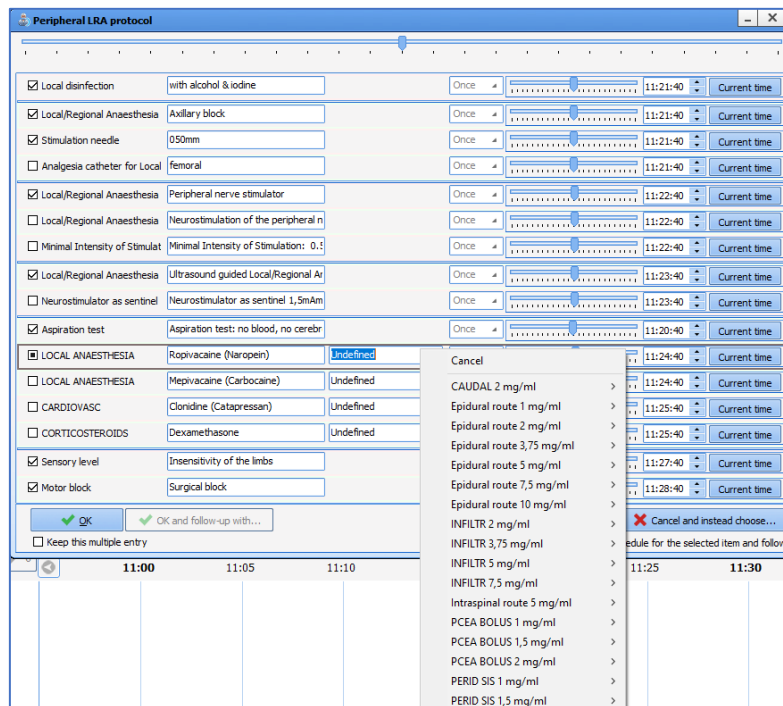 Peripheral LRA protocol
Local disinfection with alcohol & iodine Once 11:21:40 Current time
Local/Regional Anaesthesia Axillary block Once 11:21:40 Current time
Stimulation needle 050mm Once 11:21:40 Current time
Analgesia catheter for Local femoral Once 11:21:40 Current time
Local/Regional Anaesthesia Peripheral nerve stimulator Once 11:22:40 Current time
Local/Regional Anaesthesia Neurostimulation of the peripheral n Once 11:22:40 Current time
Minimal Intensity of Stimulat Minimal Intensity of Stimulation: 0.5 Once 11:22:40 Current time
Local/Regional Anaesthesia Ultrasound guided Local/Regional Ar Once 11:23:40 Current time
Neurostimulator as sentinel Neurostimulator as sentinel 1,5mAm Once 11:23:40 Current time
Aspiration test Aspiration test: no blood, no cerebr Once 11:20:40 Current time
LOCAL ANAESTHESIA Ropivacaine (Naropein) Undefined 11:24:40 Current time
LOCAL ANAESTHESIA Mepivacaine (Carbocaine) Undefined 11:24:40 Current time
CARDIOVASC Clonidine (Catapressan) Undefined 11:25:40 Current time
CORTICOSTEROIDS Dexamethasone Undefined 11:25:40 Current time
Sensory level Insensitivity of the limbs 11:27:40 Current time
Motor block Surgical block 11:28:40 Current time
OK OK and follow-up with... Cancel and instead choose...
Keep this multiple entry edule for the selected item and follow
Cancel
CAUDAL 2 mg/ml
Epidural route 1 mg/ml
Epidural route 2 mg/ml
Epidural route 3,75 mg/ml
Epidural route 5 mg/ml
Epidural route 7,5 mg/ml
Epidural route 10 mg/ml
INFILTR 2 mg/ml
INFILTR 3,75 mg/ml
INFILTR 5 mg/ml
INFILTR 7,5 mg/ml
Intraspinal route 5 mg/ml
PCEA BOLUS 1 mg/ml
PCEA BOLUS 1,5 mg/ml
PCEA BOLUS 2 mg/ml
PERID SIS 1 mg/ml
PERID SIS 1,5 mg/ml
11:00 11:05 11:10 11:25 11:30